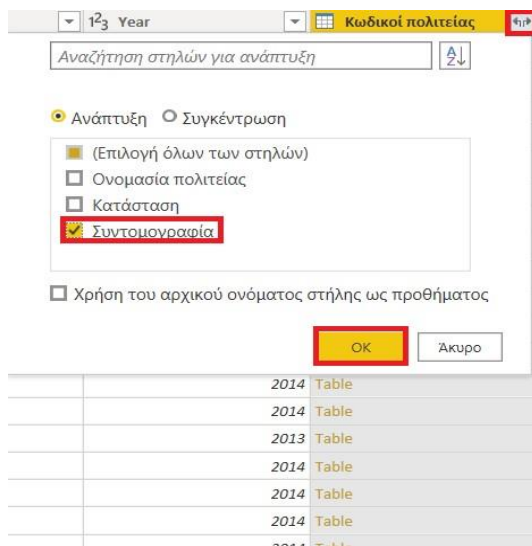 1²3 Year Κωδικοί πολιτείας
Αναζήτηση στηλών για ανάπτυξη
A Z
Ανάπτυξη Συγκέντρωση
(Επιλογή όλων των στηλών)
Ονομασία πολιτείας
Κατάσταση
Συντομογραφία
Χρήση του αρχικού ονόματος στήλης ως προθήματος
OK Άκυρο
2014 Table
2014 Table
2013 Table
2014 Table
2014 Table
2014 Table
2014 Table